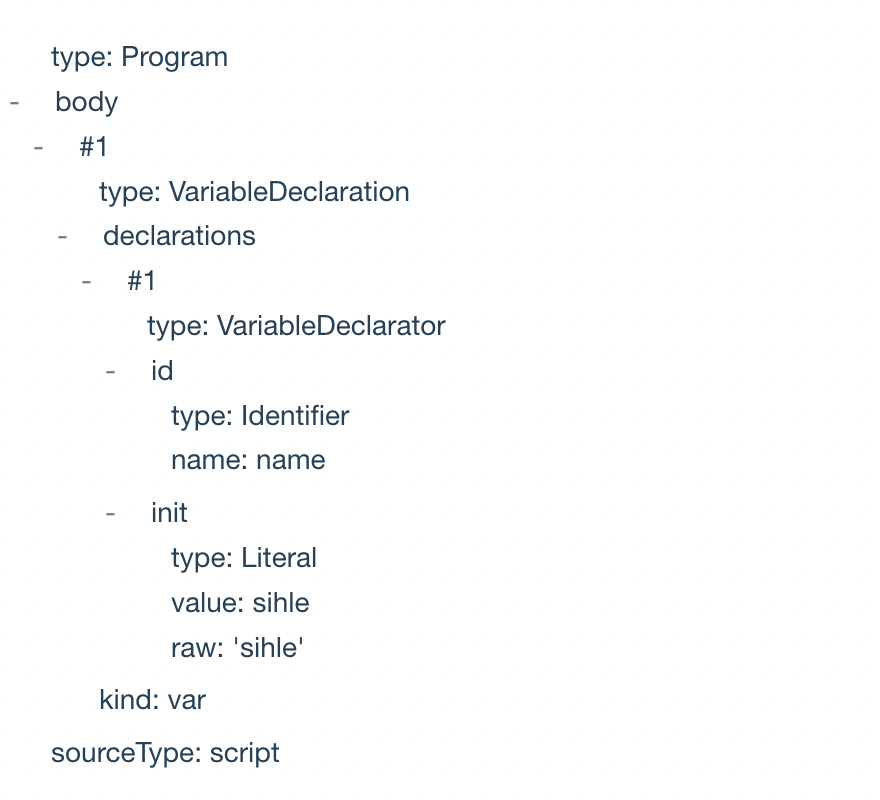 type: Program
- body
- #1
type: VariableDeclaration
- declarations
- #1
type: VariableDeclarator
- id
type: Identifier
name: name
- init
type: Literal
value: sihle
raw: 'sihle'
kind: var
sourceType: script